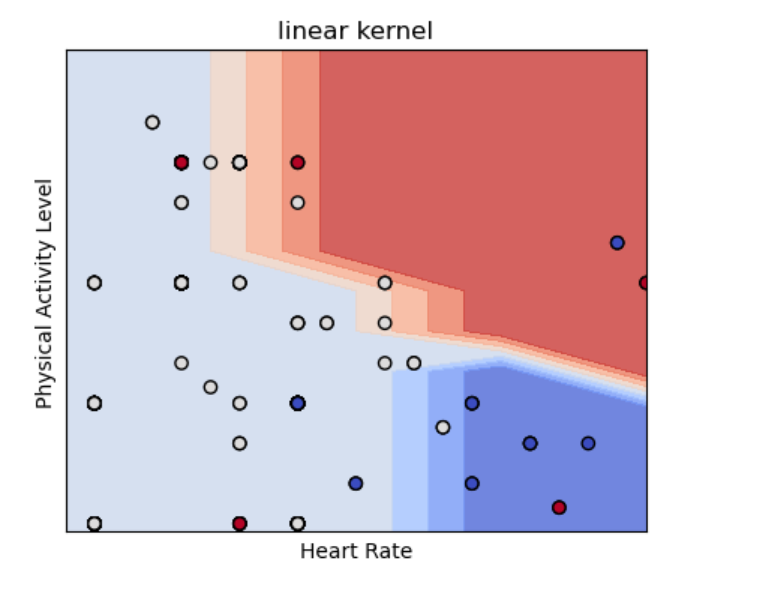 linear kernel
Physical Activity Level
Heart Rate